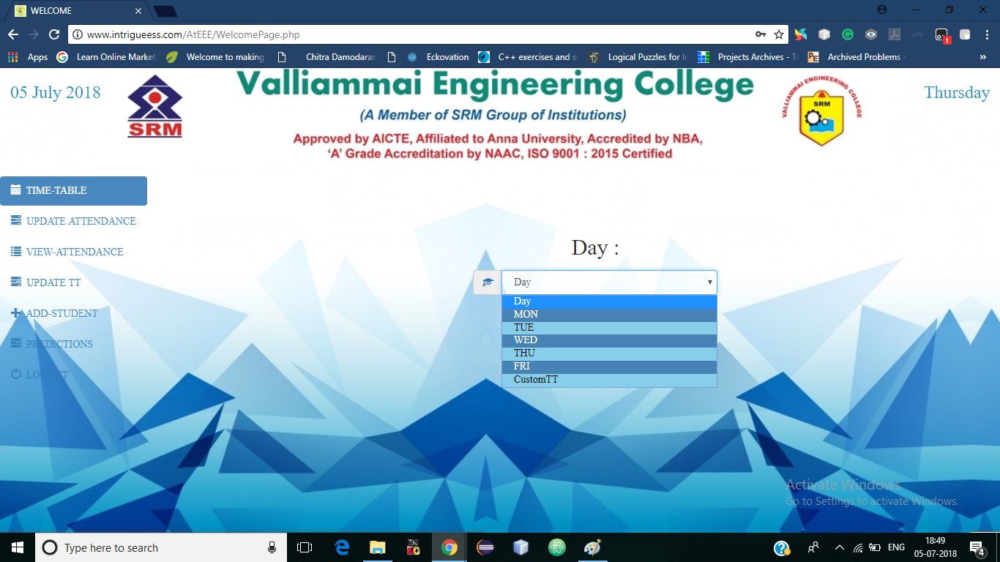 WELCOME
www.intrigueess.com/AtEEE/WelcomePage.php
php
1
Apps
Learn Online Market
Welcome to making
Chitra Damodaran
Eckovation
C++ exercises and so
Logical Puzzles for In
Projects Archives - T
Archived Problems -
»
05 July 2018
SRM
Valliammai Engineering College
(A Member of SRM Group of Institutions)
Approved by AICTE, Affiliated to Anna University, Accredited by NBA,
‘A’ Grade Accreditation by NAAC, ISO 9001 : 2015 Certified
VALLIAMMAI ENGINEERING COLLEGE
SRM
Thursday
TIME-TABLE
UPDATE ATTENDANCE
VIEW-ATTENDANCE
UPDATE TT
ADD-STUDENT
PREDICTIONS
LOGOUT
Day :
Day
Day
MON
TUE
WED
THU
FRI
CustomTT
Activate Windows
Go to Settings to activate Windows.
Type here to search
ENG
18:49
05-07-2018
4